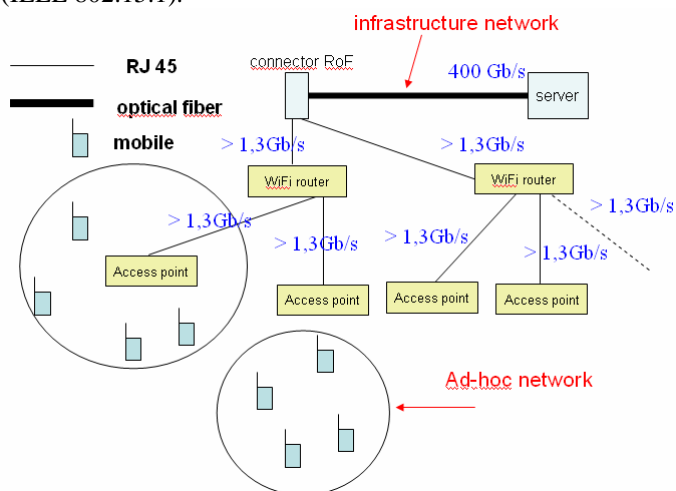 (IEEE 802.15.1).
infrastructure network
RJ 45
connector RoF
400 Gb/s
server
optical fiber
mobile
> 1,3Gb/s
> 1,3Gb/s
WiFi router
WiFi router
> 1,3Gb/s
> 1,3Gb/s
> 1,3Gb/s
> 1,3Gb/s
> 1,3Gb/s
Access point
Access point
Access point
Access point
Ad-hoc network